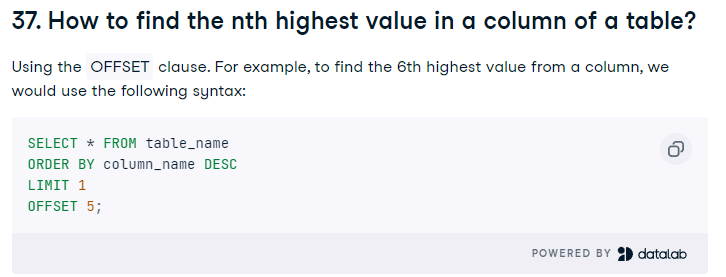 37. How to find the nth highest value in a column of a table?
Using the OFFSET clause. For example, to find the 6th highest value from a column, we
would use the following syntax:
SELECT * FROM table_name
ORDER BY column_name DESC
LIMIT 1
OFFSET 5;
POWERED BY datalab